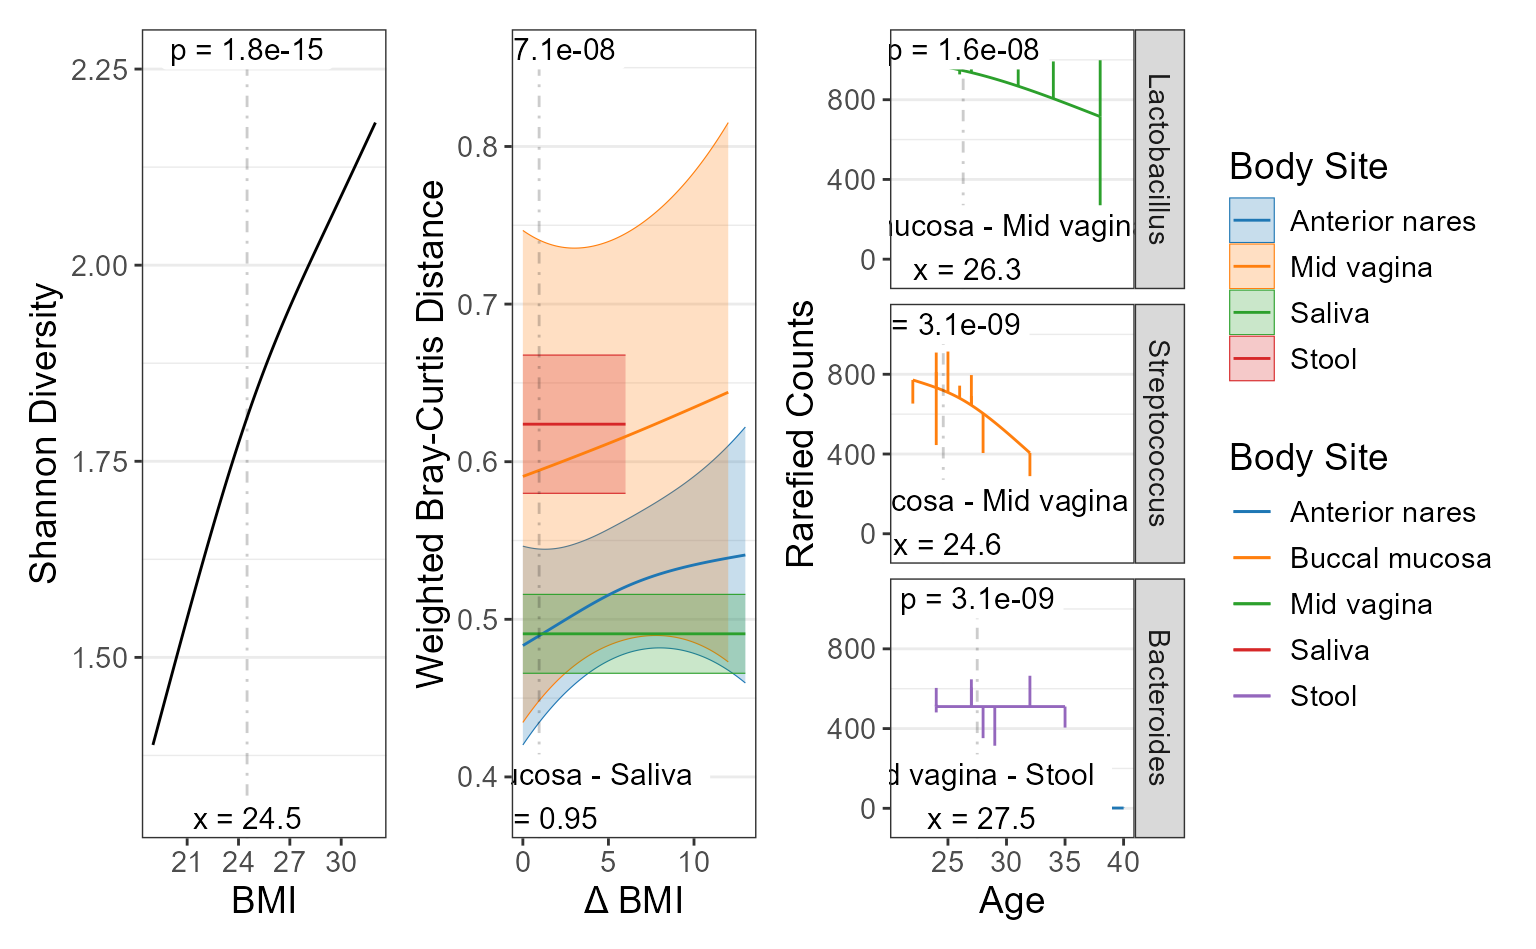 p = 1.8e-15
2.25
2.00
1.75
1.50
Shannon Diversity
x = 24.5
21 24 27 30
BMI
7.1e-08
0.8
0.7
0.6
0.5
0.4
Weighted Bray-Curtis Distance
ucosa - Saliva
= 0.95
0 5 10
Δ BMI
p = 1.6e-08
800
400
0
mucosa - Mid vagina
x = 26.3
Lactobacillus
= 3.1e-09
800
400
0
cosa - Mid vagina
x = 24.6
Streptococcus
Rarefied Counts
p = 3.1e-09
800
400
0
d vagina - Stool
x = 27.5
Bacteroides
25 30 35 40
Age
Body Site
Anterior nares
Mid vagina
Saliva
Stool
Body Site
Anterior nares
Buccal mucosa
Mid vagina
Saliva
Stool